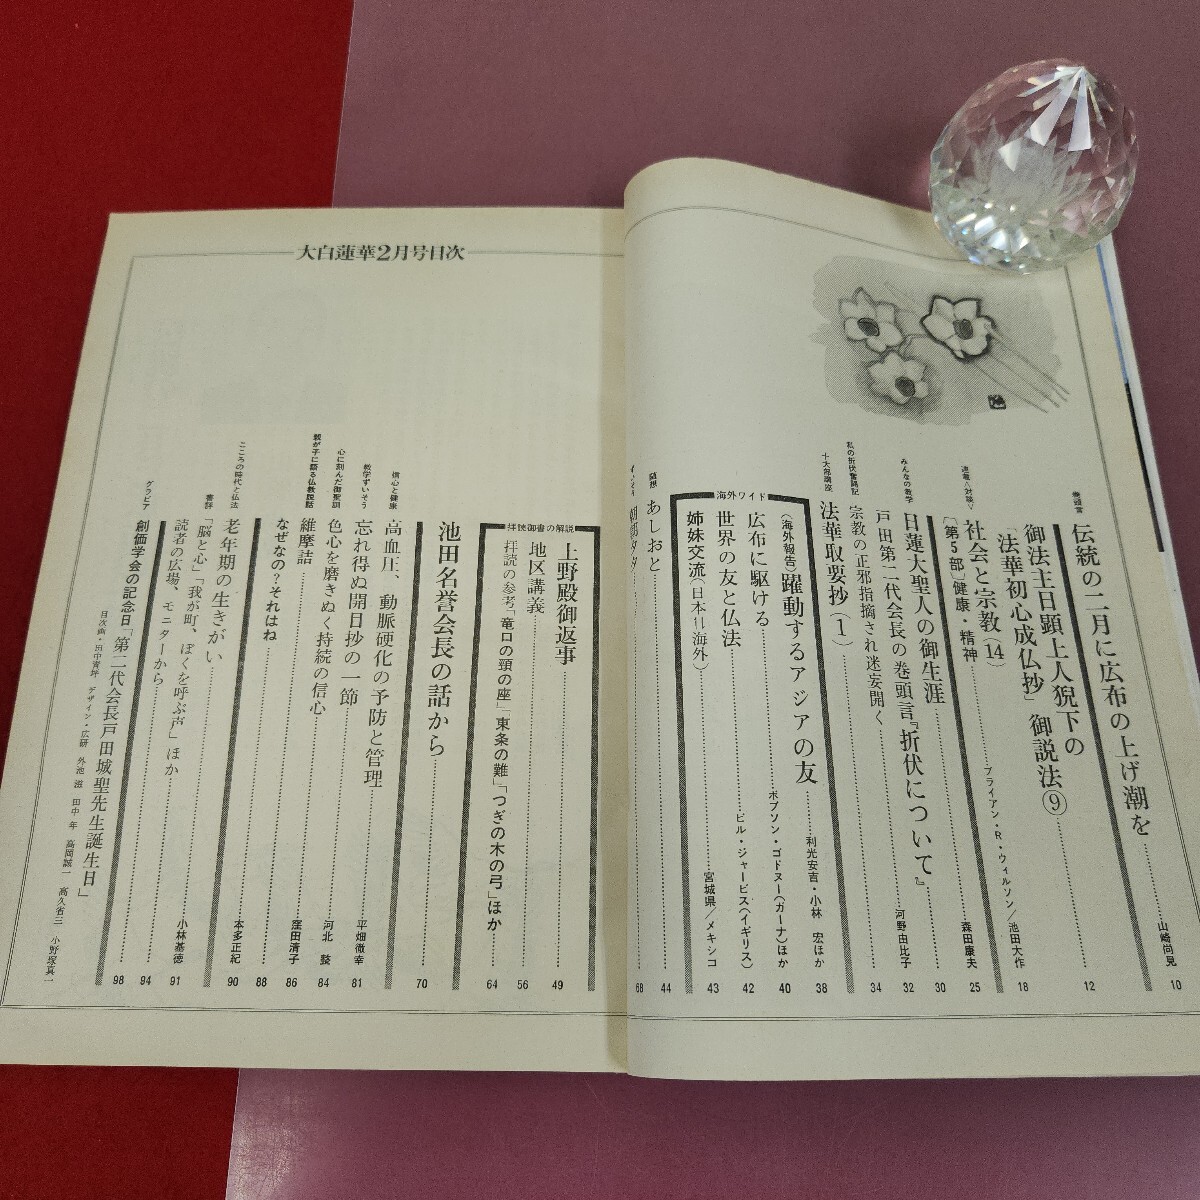 大白蓮華2月号目次
巻頭言
伝統の二月に広布の上げ潮を
山崎尚見
10
御法主日顕上人猊下の
「法華初心成仏抄」御説法⑨
12
連載〈対談〉
社会と宗教(14)
〔第5部〕健康・精神
ブライアン・R・ウィルソン/池田大作
18
森田康夫
25
日蓮大聖人の御生涯
30
みんなの教学
戸田第二代会長の巻頭言『折伏について』
河野由比子
32
私の折伏奮闘記
宗教の正邪指摘され迷妄開く
34
十大部講座
法華取要抄(1)
海外ワイド
〈海外報告〉躍動するアジアの友
利光安吉・小林 宏ほか
38
広布に駆ける
ボブソン・ゴドヌー(ガーナ)ほか
40
世界の友と仏法
ビル・ジャービス(イギリス)
42
姉妹交流(日本=海外)
宮城県/メキシコ
43
随想
あしおと
44
68
拝読御書の解説
上野殿御返事
49
地区講義
56
拝読の参考「竜口の頸の座」「東条の難」「つぎの木の弓」ほか
64
池田名誉会長の話から
70
信心と健康
高血圧、動脈硬化の予防と管理
平畑徹幸
81
教学ずいそう
忘れ得ぬ開目抄の一節
河北 
84
心に刻んだ御聖訓
色心を磨きぬく持続の信心
窪田清子
86
親が子に語る仏教説話
維摩詰
88
なぜなの?それはね
こころの時代と仏法
老年期の生きがい
本多正紀
90
書評
「脳と心」「我が町、ぼくを呼ぶ声」ほか
小林基徳
91
読者の広場、モニターから
94
グラビア
創価学会の記念日「第二代会長戸田城聖先生誕生日」
98
目次画・田中實坪 デザイン・広研 外池 滋 田中 年 高岡誠一 高久省三 小野塚真一